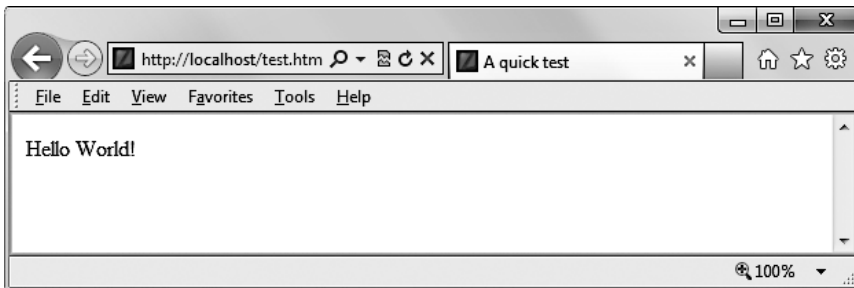 http://localhost/test.htm
A quick test
File Edit View Favorites Tools Help
Hello World!
100%